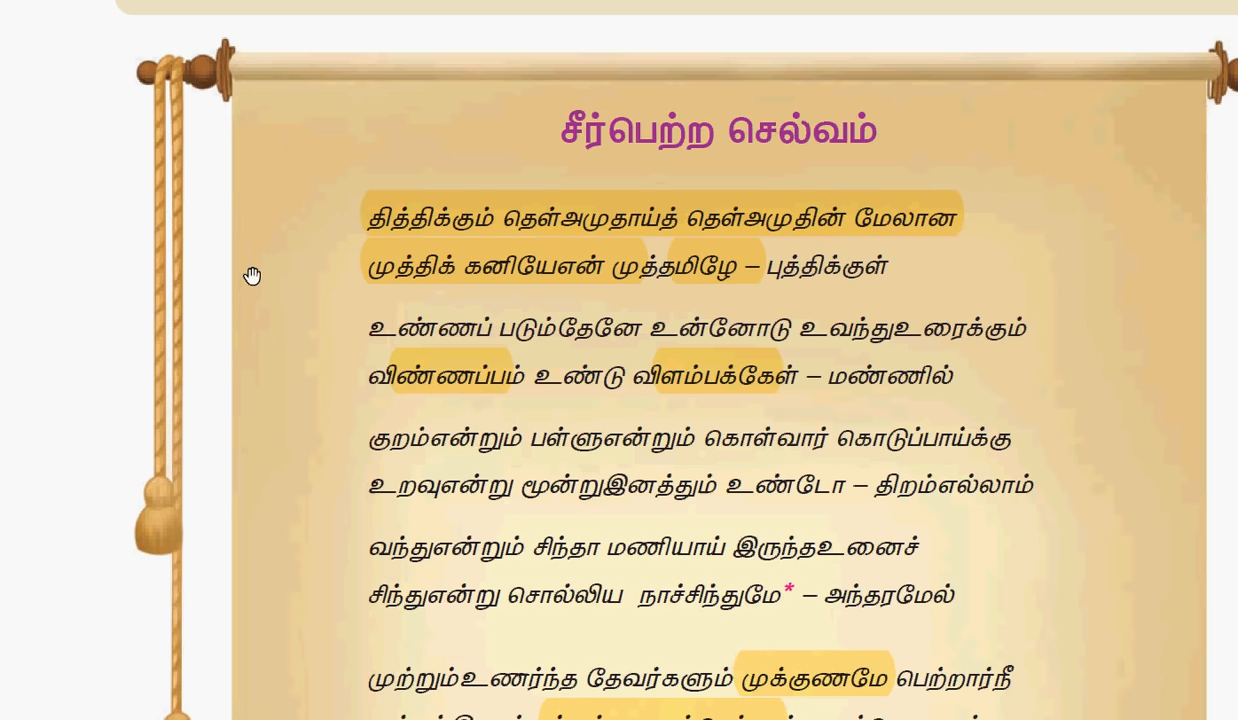 சீர்பெற்ற செல்வம்
தித்திக்கும் தெள்அமுதாய்த் தெள்அமுதின் மேலான
முத்திக் கனியேஎன் முத்தமிழே – புத்திக்குள்
உண்ணப் படும்தேனே உன்னோடு உவந்துஉரைக்கும்
விண்ணப்பம் உண்டு விளம்பக்கேள் – மண்ணில்
குறம்என்றும் பள்ளுஎன்றும் கொள்வார் கொடுப்பாய்க்கு
உறவுஎன்று மூன்றுஇனத்தும் உண்டோ – திறம்எல்லாம்
வந்துஎன்றும் சிந்தா மணியாய் இருந்தஉனைச்
சிந்துஎன்று சொல்லிய நாச்சிந்துமே* – அந்தரமேல்
முற்றும்உணர்ந்த தேவர்களும் முக்குணமே பெற்றார்நீ